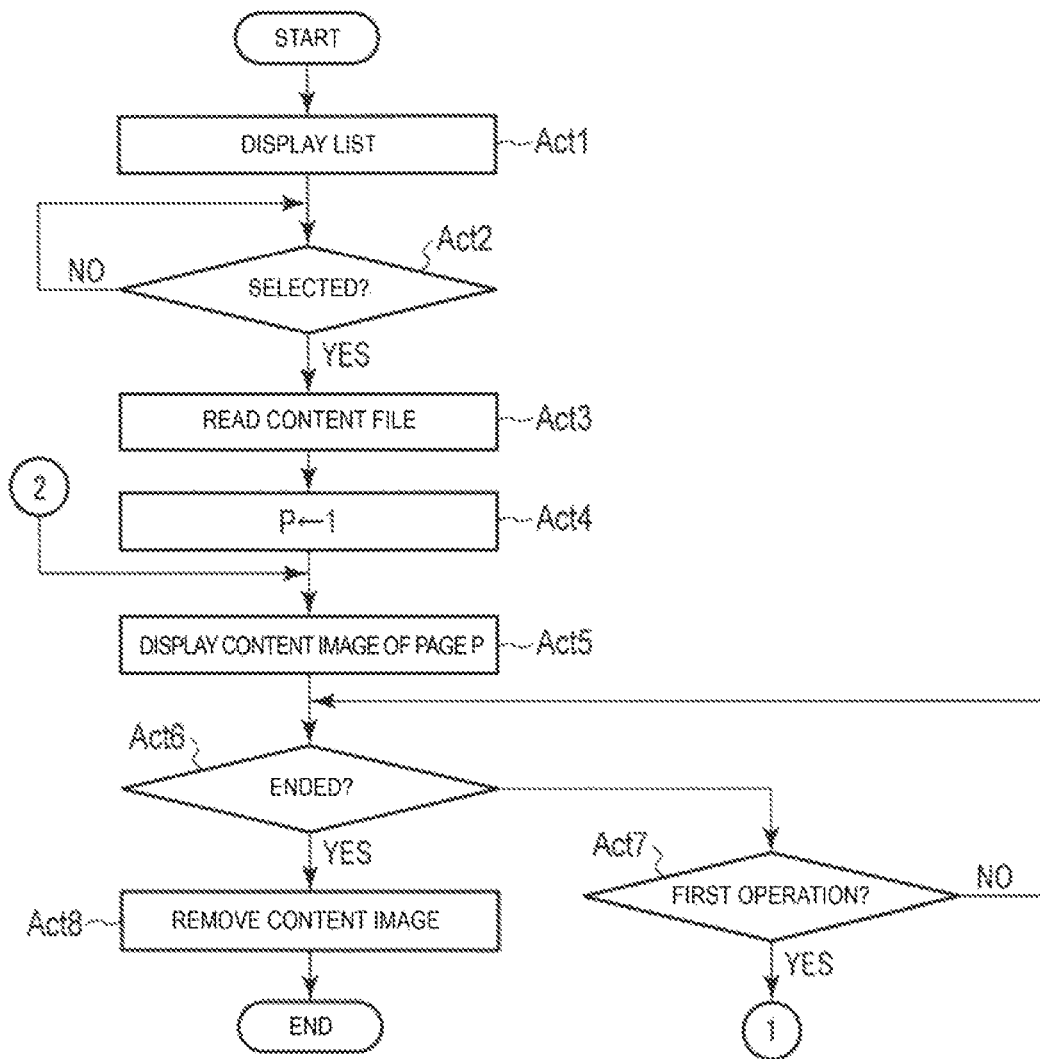 START
DISPLAY LIST
Act1
Act2
NO
SELECTED?
YES
READ CONTENT FILE
Act3
2
P←1
Act4
DISPLAY CONTENT IMAGE OF PAGE P
Act5
Act6
ENDED?
YES
Act7
FIRST OPERATION?
NO
Act8
REMOVE CONTENT IMAGE
YES
END
1